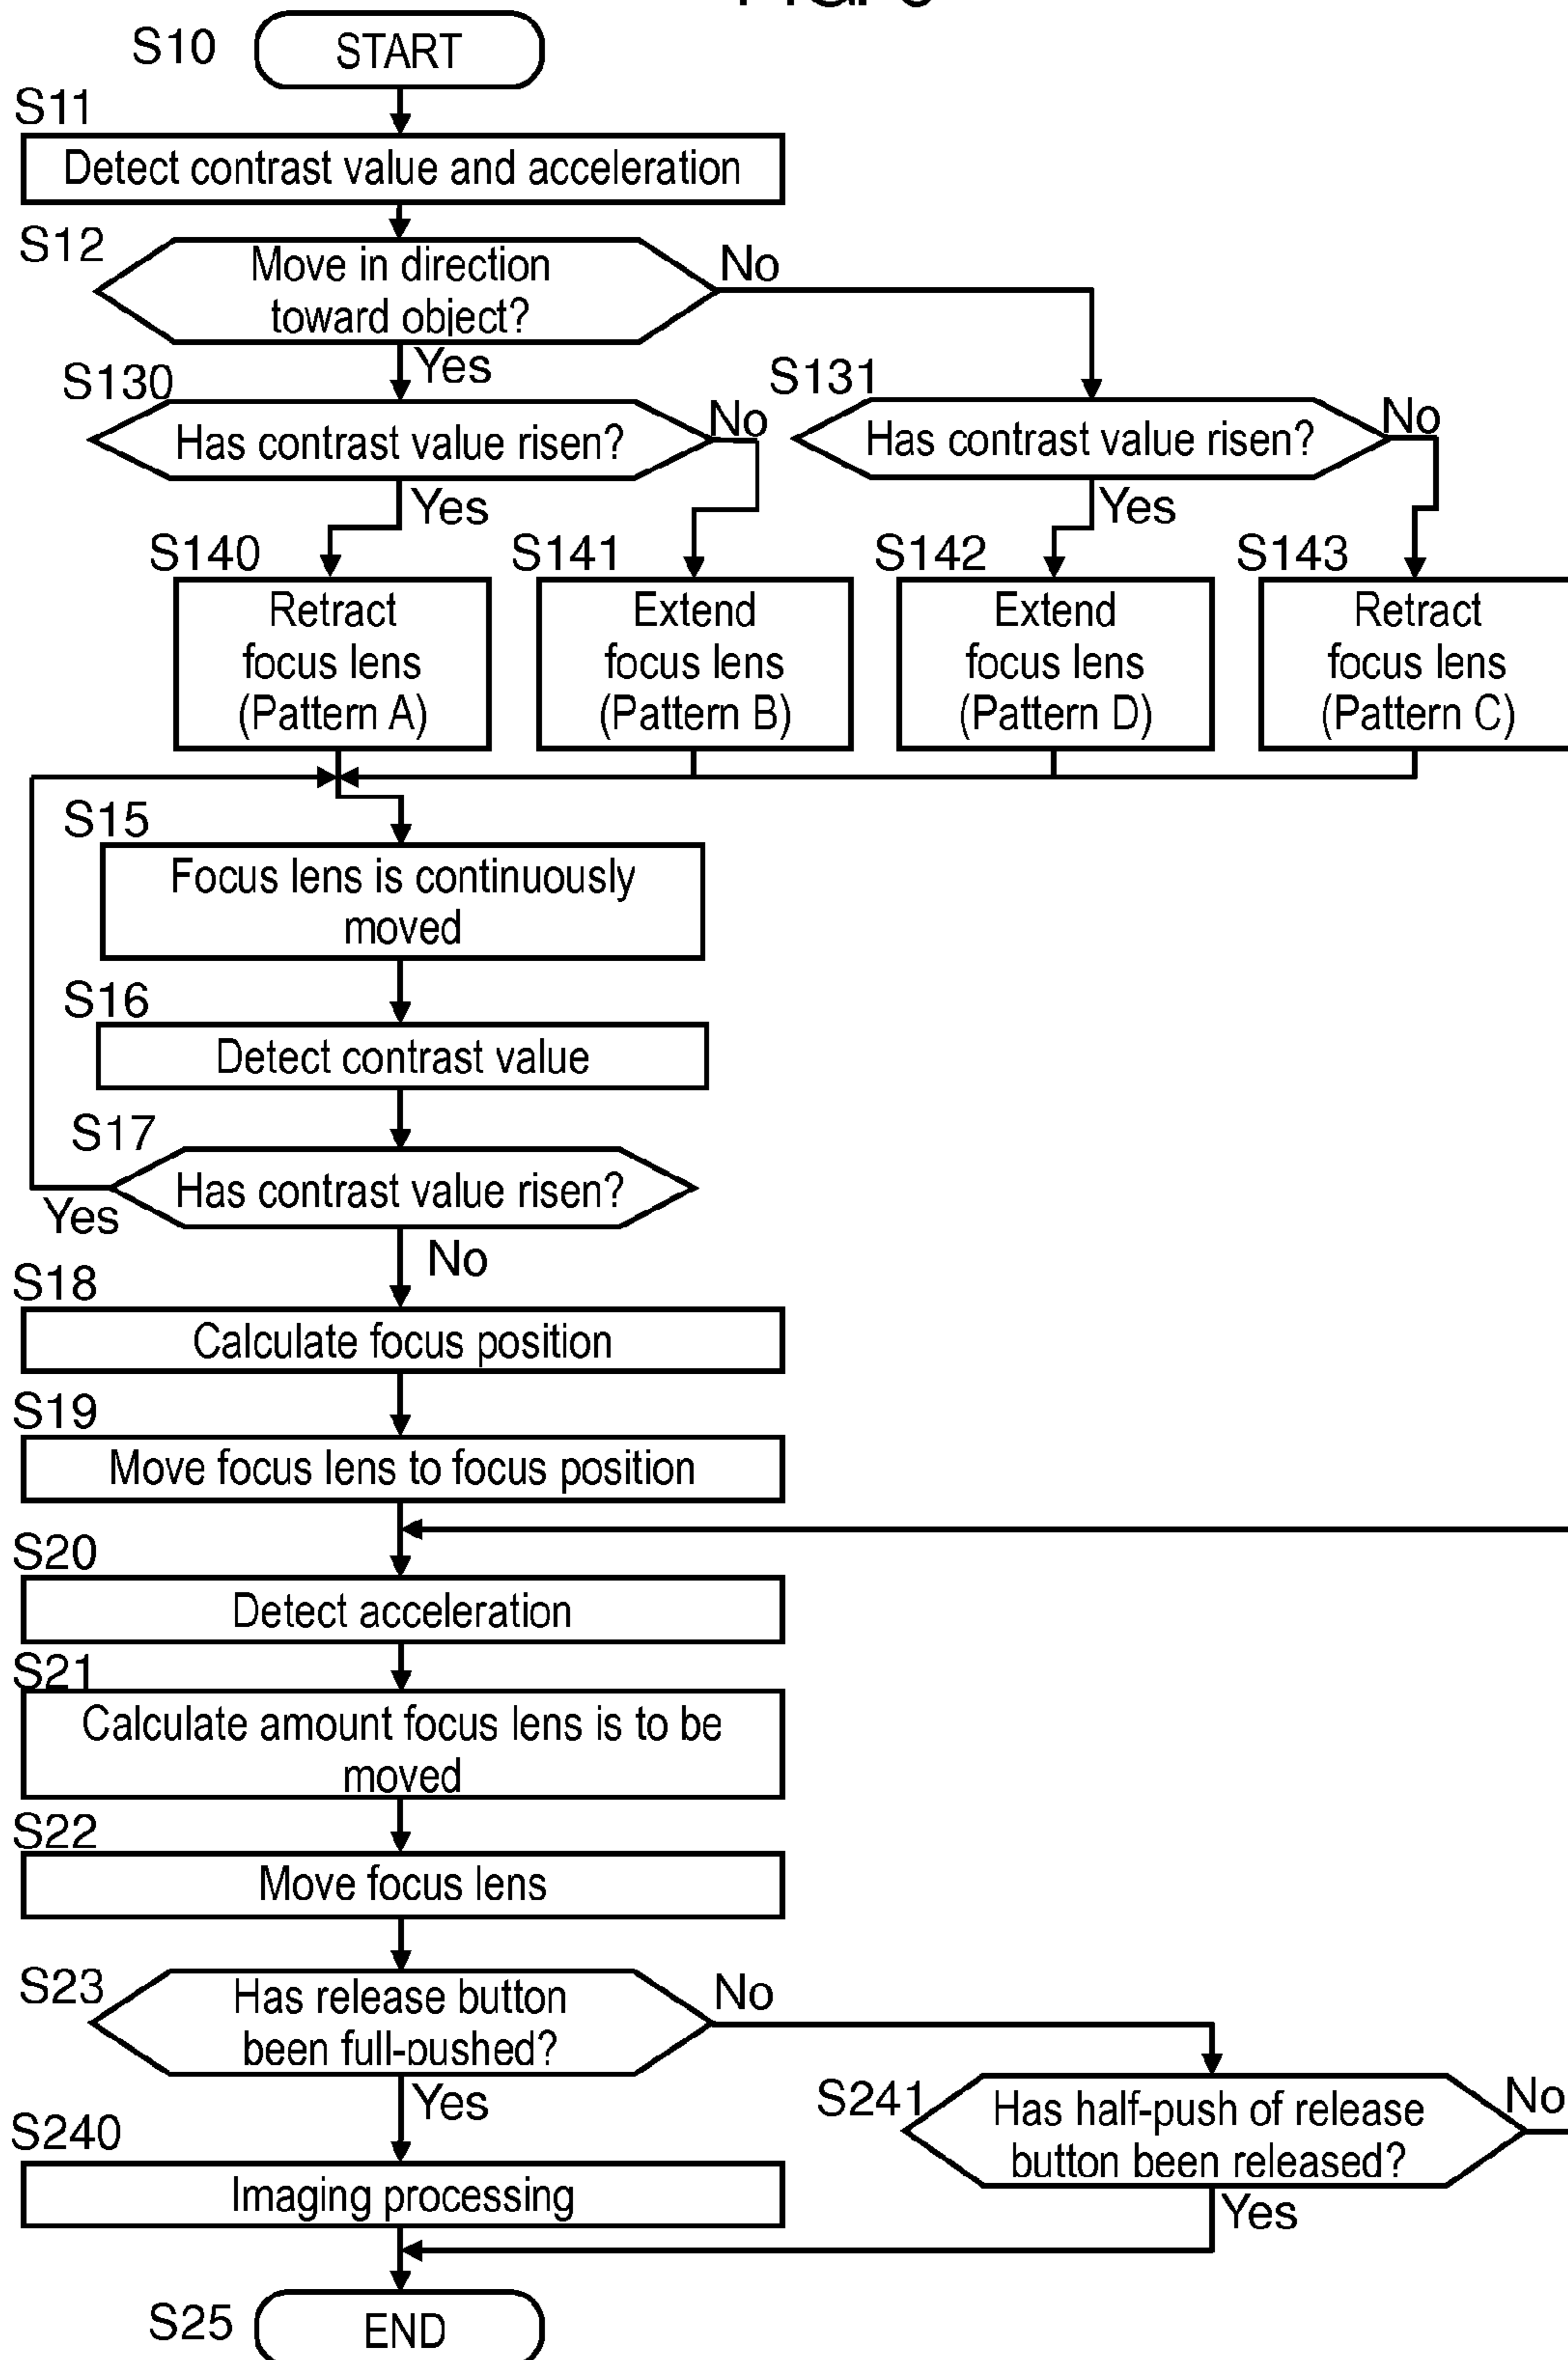 S10
START
S11
Detect contrast value and acceleration
S12
Move in direction
toward object?
No
Yes
S130
Has contrast value risen?
No
Yes
S131
Has contrast value risen?
No
Yes
S140
Retract
focus lens
(Pattern A)
S141
Extend
focus lens
(Pattern B)
S142
Extend
focus lens
(Pattern D)
S143
Retract
focus lens
(Pattern C)
S15
Focus lens is continuously
moved
S16
Detect contrast value
S17
Has contrast value risen?
Yes
No
S18
Calculate focus position
S19
Move focus lens to focus position
S20
Detect acceleration
S21
Calculate amount focus lens is to be
moved
S22
Move focus lens
S23
Has release button
been full-pushed?
No
Yes
S241
Has half-push of release
button been released?
No
Yes
S240
Imaging processing
S25
END